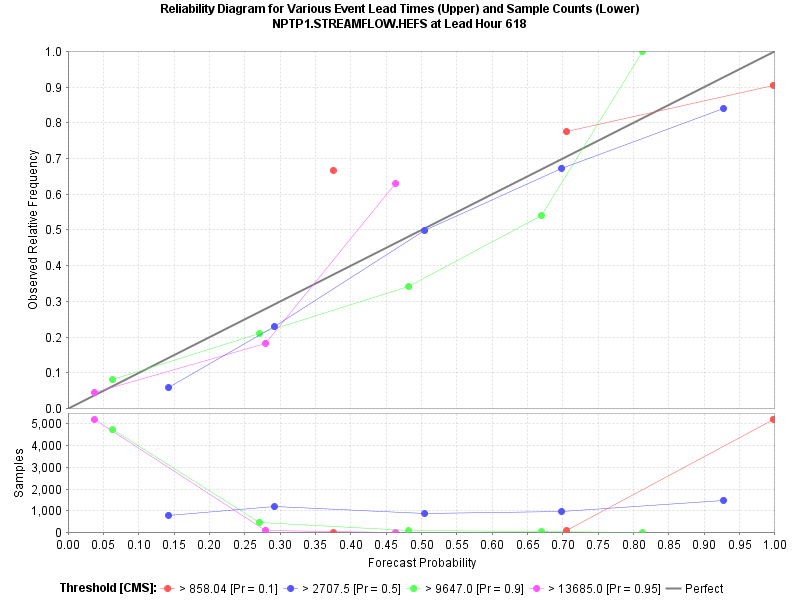 Reliability Diagram for Various Event Lead Times (Upper) and Sample Counts (Lower)
NPTP1.STREAMFLOW.HEFS at Lead Hour 618
Observed Relative Frequency
1.0
0.9
0.8
0.7
0.6
0.5
0.4
0.3
0.2
0.1
0.0
Samples
5,000
4,000
3,000
2,000
1,000
0
0.00 0.05 0.10 0.15 0.20 0.25 0.30 0.35 0.40 0.45 0.50 0.55 0.60 0.65 0.70 0.75 0.80 0.85 0.90 0.95 1.00
Forecast Probability
Threshold [CMS]: > 858.04 [Pr = 0.1] > 2707.5 [Pr = 0.5] > 9647.0 [Pr = 0.9] > 13685.0 [Pr = 0.95] Perfect